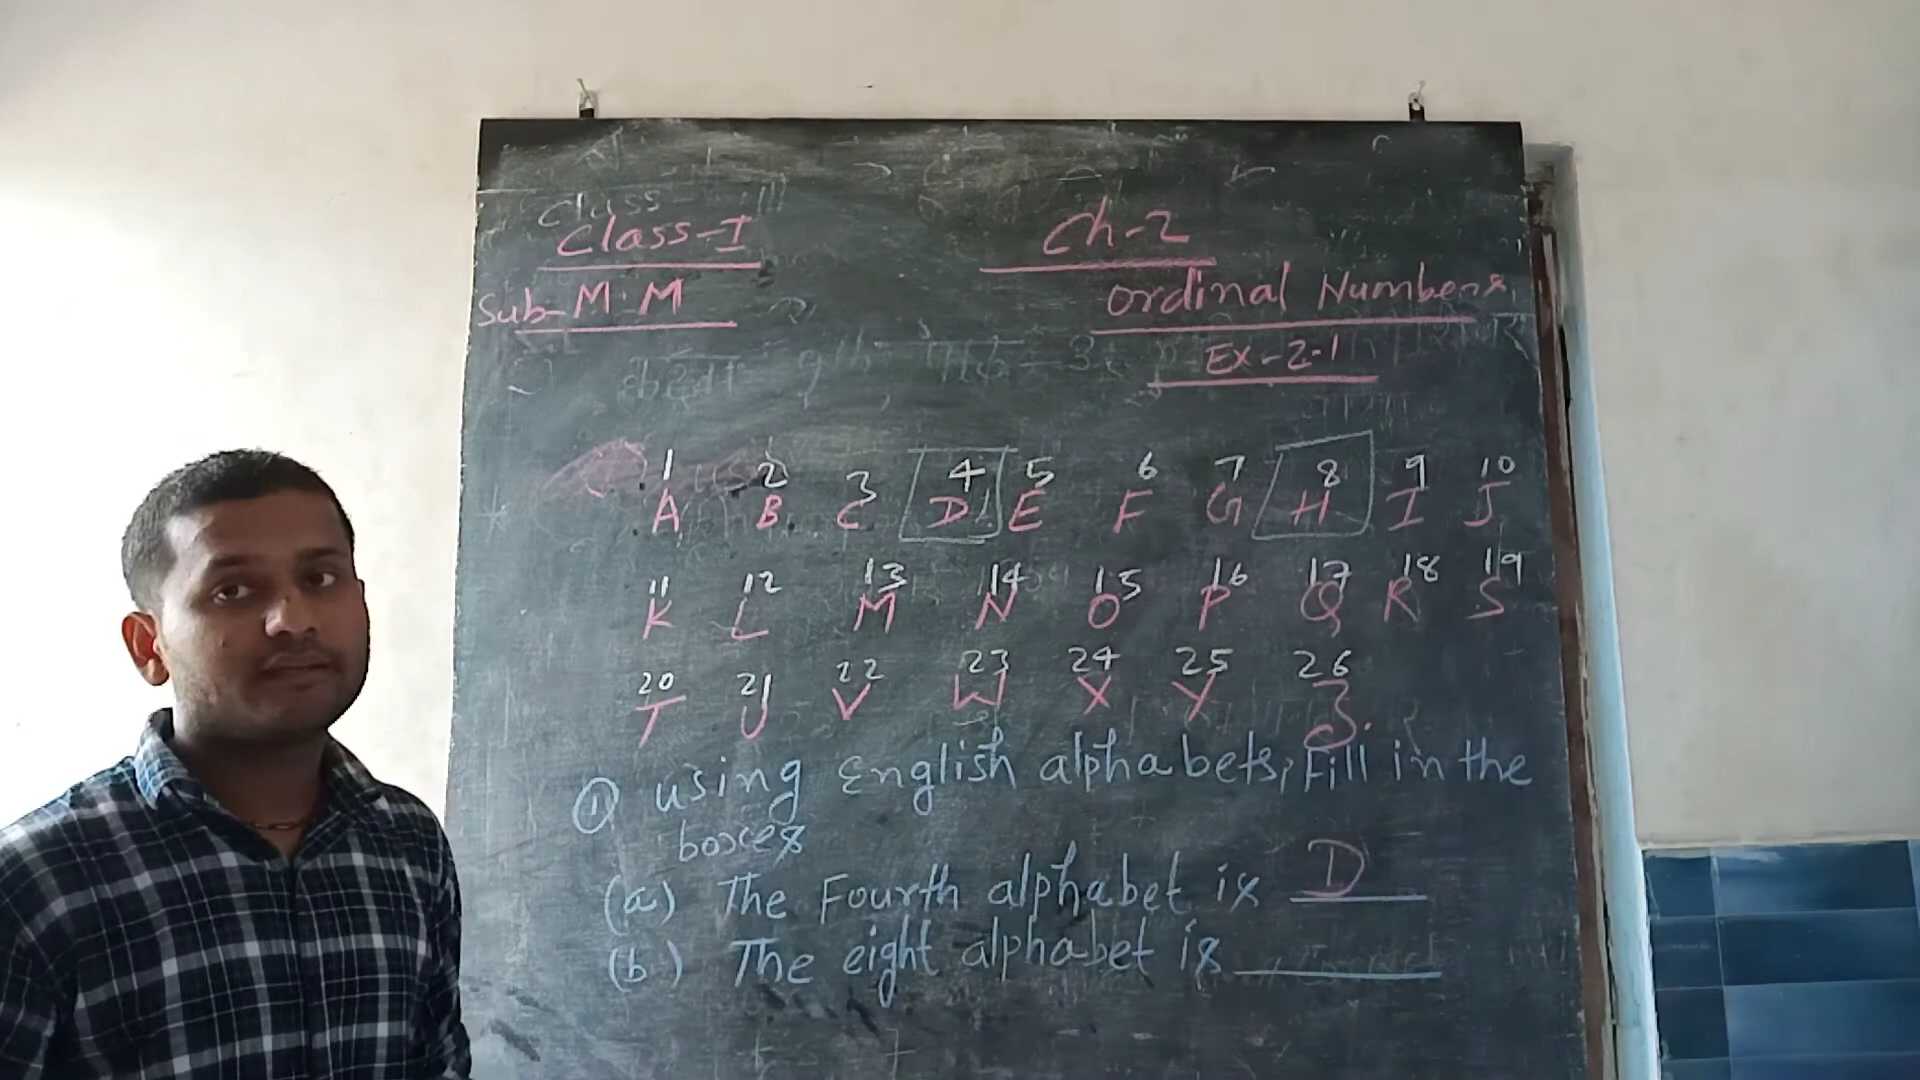 Class-I
Ch-2
Sub-M.M
Ordinal Numbers
Ex-2.1
1 2 3 4 5 6 7 8 9 10
A B C D E F G H I J
11 12 13 14 15 16 17 18 19
K L M N O P Q R S
20 21 22 23 24 25 26
T U V W X Y Z.
① using English alphabets, Fill in the
boxes
(a) The Fourth alphabet is D
(b) The eight alphabet is